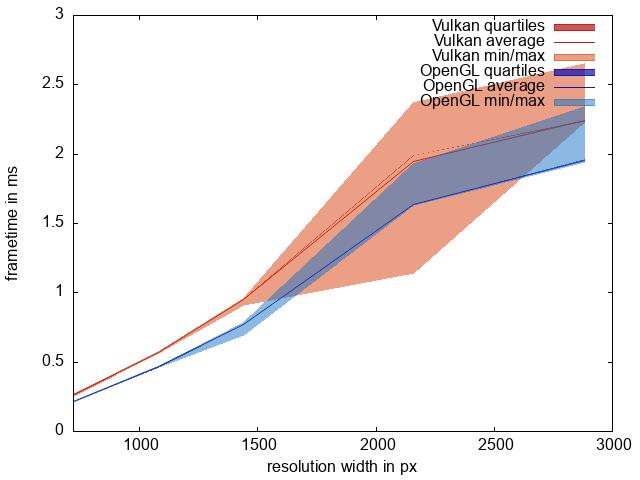 3
2.5
2
1.5
1
0.5
0
1000 1500 2000 2500 3000
frametime in ms
resolution width in px
Vulkan quartiles
Vulkan average
Vulkan min/max
OpenGL quartiles
OpenGL average
OpenGL min/max